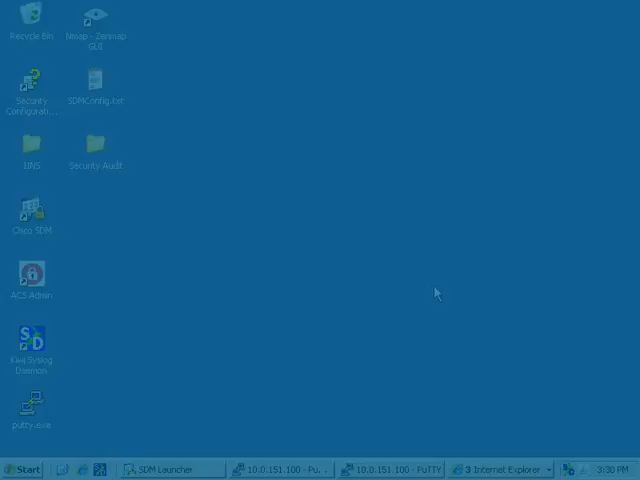 Recycle Bin
Nmap - Zenmap
GUI
Security
Configurati...
SDMConfig.txt
IINS
Security Audit
Cisco SDM
ACS Admin
Kiwi Syslog
Daemon
putty.exe
Start
SDM Launcher
10.0.151.100 - Pu...
10.0.151.100 - PuTTY
3 Internet Explorer
3:30 PM